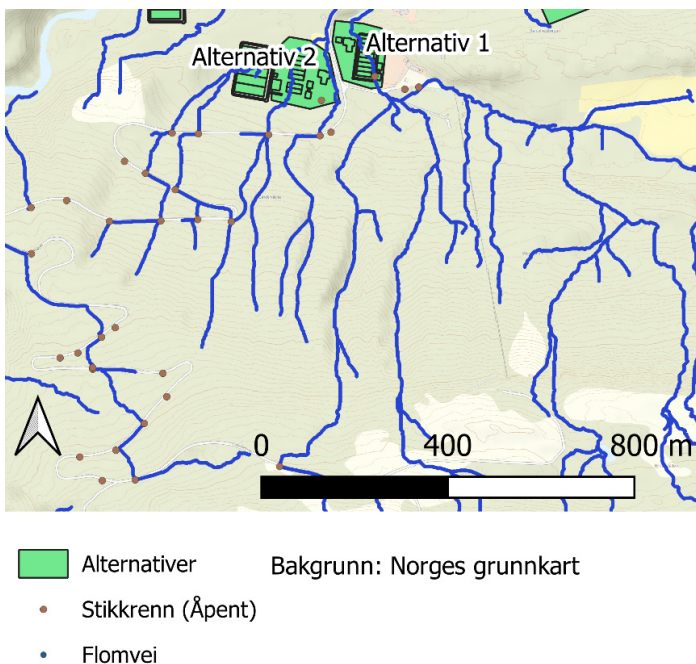 Alternativ 1
Alternativ 2
0 400 800 m
Alternativer Bakgrunn: Norges grunnkart
Stikkrenn (Åpent)
Flomvei